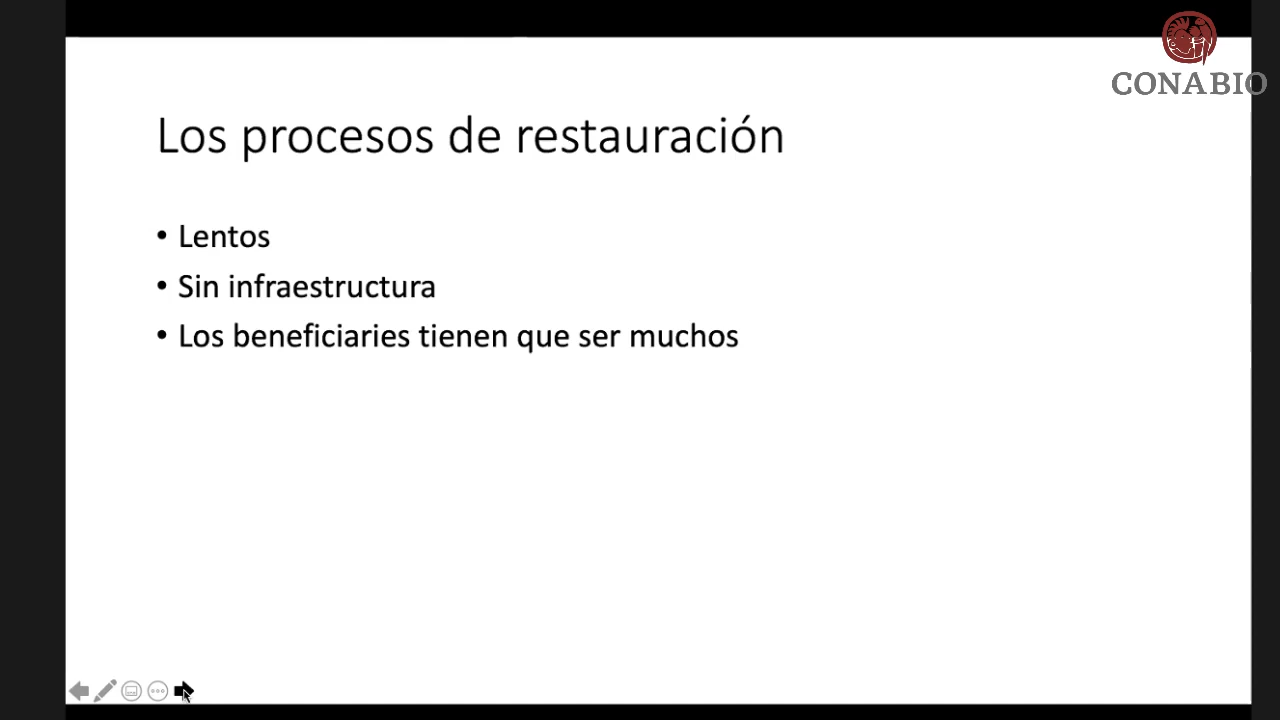 CONABIO
Los procesos de restauración
• Lentos
• Sin infraestructura
• Los beneficiaries tienen que ser muchos